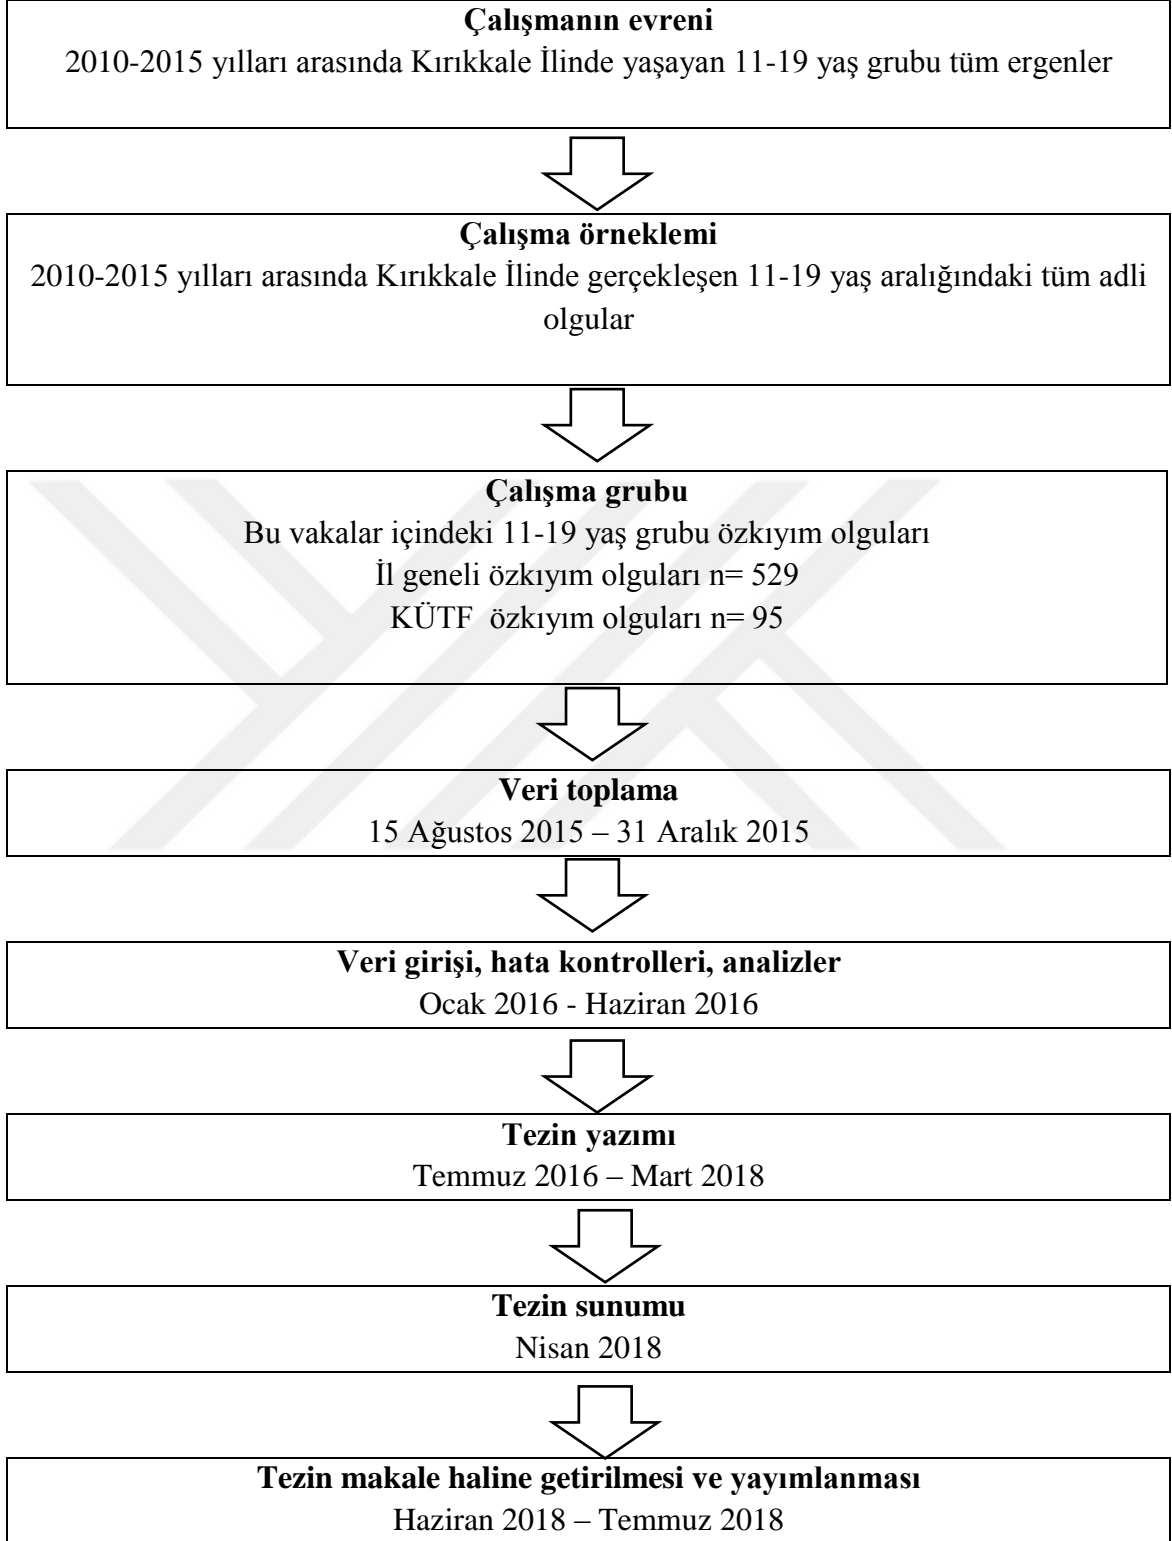 Çalışmanın evreni
2010-2015 yılları arasında Kırıkkale İlinde yaşayan 11-19 yaş grubu tüm ergenler
Çalışma örneklemi
2010-2015 yılları arasında Kırıkkale İlinde gerçekleşen 11-19 yaş aralığındaki tüm adli
olgular
Çalışma grubu
Bu vakalar içindeki 11-19 yaş grubu özkıyım olguları
İl geneli özkıyım olguları n= 529
KÜTF özkıyım olguları n= 95
Veri toplama
15 Ağustos 2015 – 31 Aralık 2015
Veri girişi, hata kontrolleri, analizler
Ocak 2016 - Haziran 2016
Tezin yazımı
Temmuz 2016 – Mart 2018
Tezin sunumu
Nisan 2018
Tezin makale haline getirilmesi ve yayımlanması
Haziran 2018 – Temmuz 2018